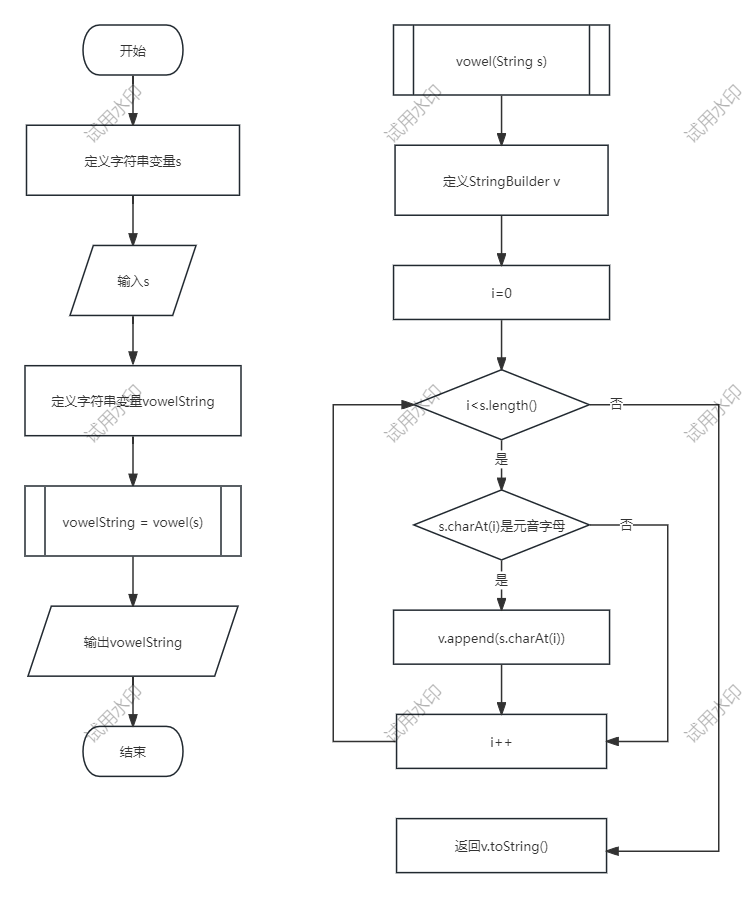 开始
定义字符串变量s
输入s
定义字符串变量vowelString
vowelString = vowel(s)
输出vowelString
结束
vowel(String s)
定义StringBuilder v
i=0
i<s.length()
否
是
s.charAt(i)是元音字母
否
是
v.append(s.charAt(i))
i++
返回v.toString()
试用水印
试用水印
试用水印
试用水印
试用水印
试用水印
试用水印
试用水印
试用水印